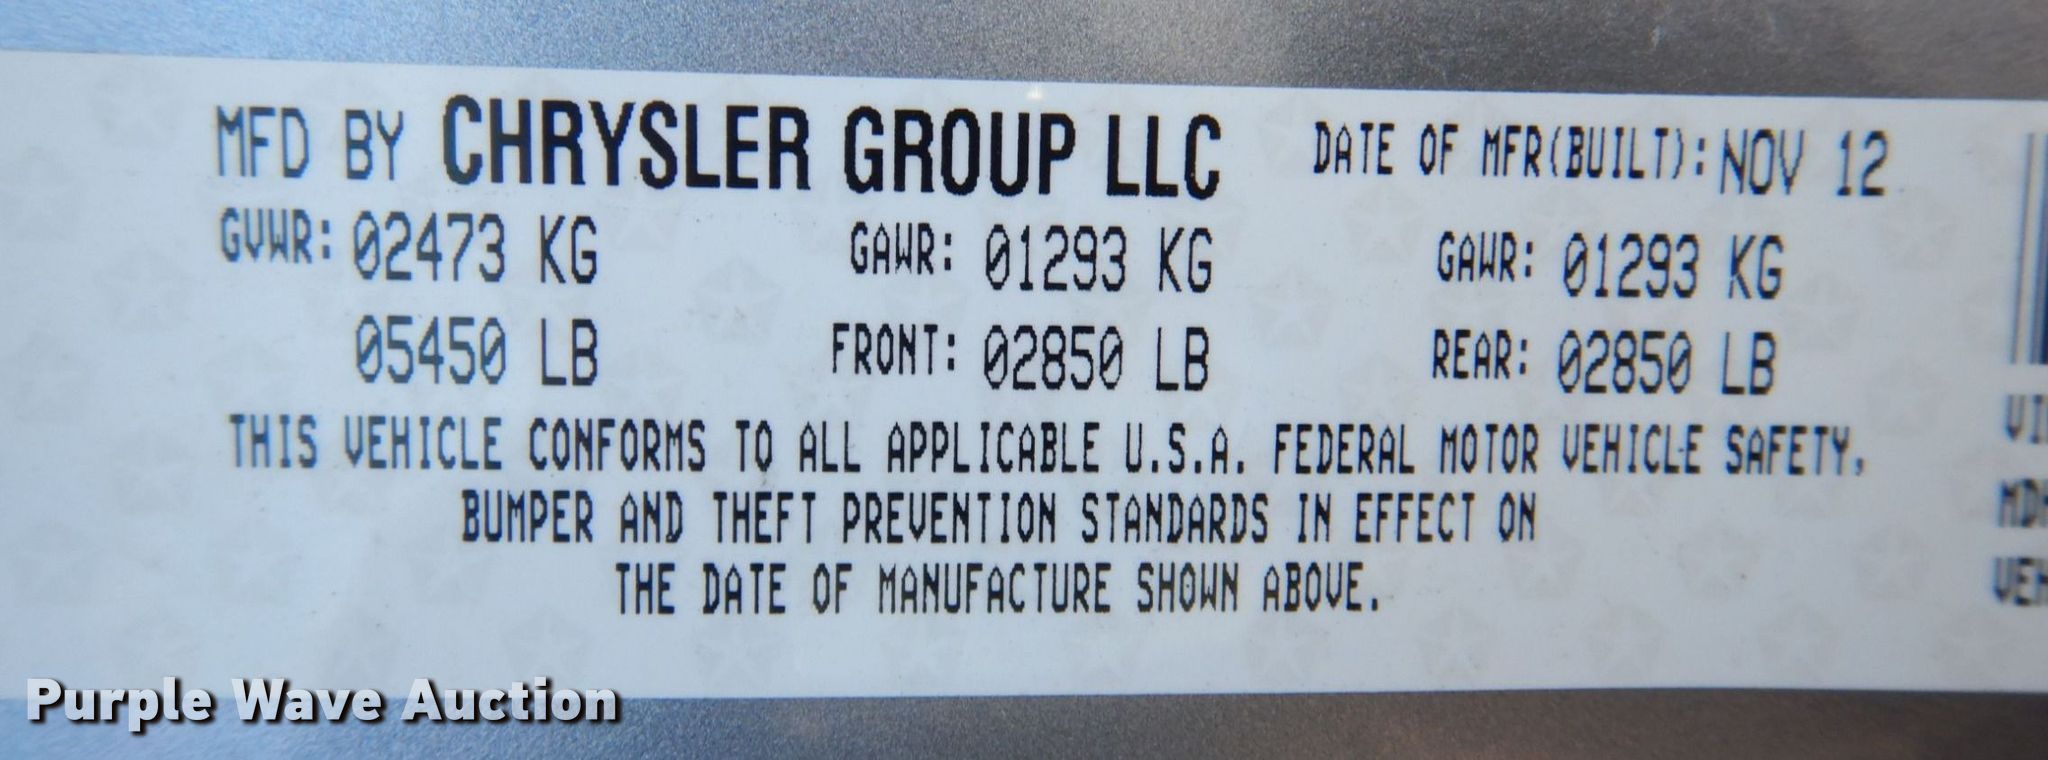 MFD BY CHRYSLER GROUP LLC DATE OF MFR(BUILT): NOV 12
GVWR: 02473 KG GAWR: 01293 KG GAWR: 01293 KG
05450 LB FRONT: 02850 LB REAR: 02850 LB
THIS VEHICLE CONFORMS TO ALL APPLICABLE U.S.A. FEDERAL MOTOR VEHICLE SAFETY,
BUMPER AND THEFT PREVENTION STANDARDS IN EFFECT ON
THE DATE OF MANUFACTURE SHOWN ABOVE.
Purple Wave Auction